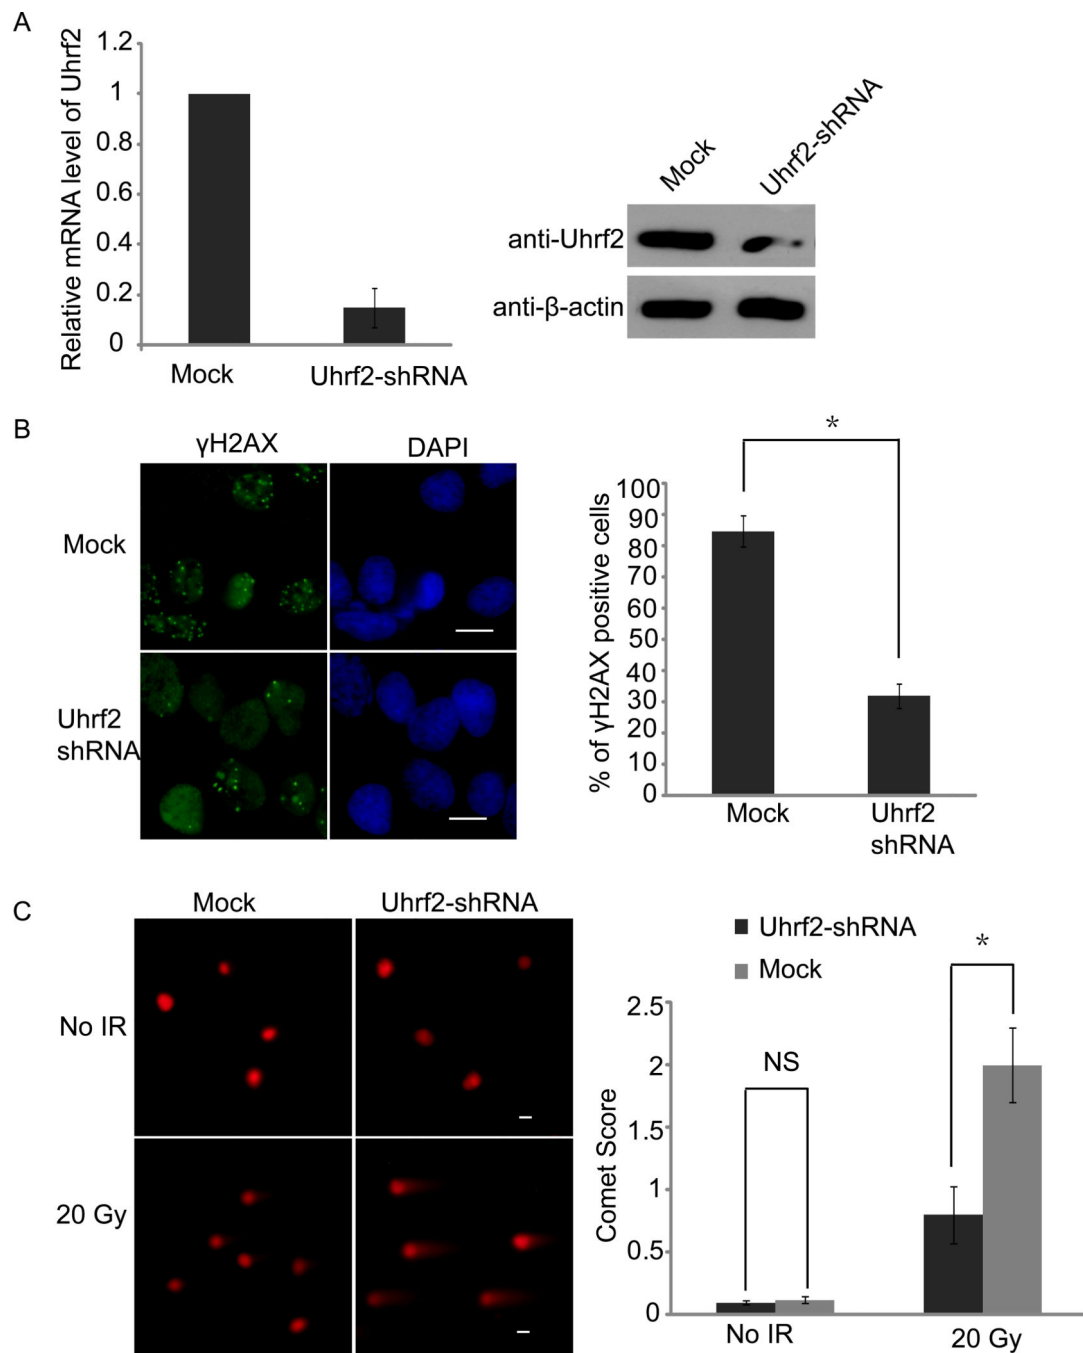 A
Relative mRNA level of Uhrf2
1.2
1
0.8
0.6
0.4
0.2
0
Mock
Uhrf2-shRNA
Mock
Uhrf2-shRNA
anti-Uhrf2
anti-β-actin
B
γH2AX
DAPI
Mock
Uhrf2
shRNA
*
% of γH2AX positive cells
100
90
80
70
60
50
40
30
20
10
0
Mock
Uhrf2
shRNA
C
Mock
Uhrf2-shRNA
No IR
20 Gy
Uhrf2-shRNA
Mock
*
NS
Comet Score
2.5
2
1.5
1
0.5
0
No IR
20 Gy